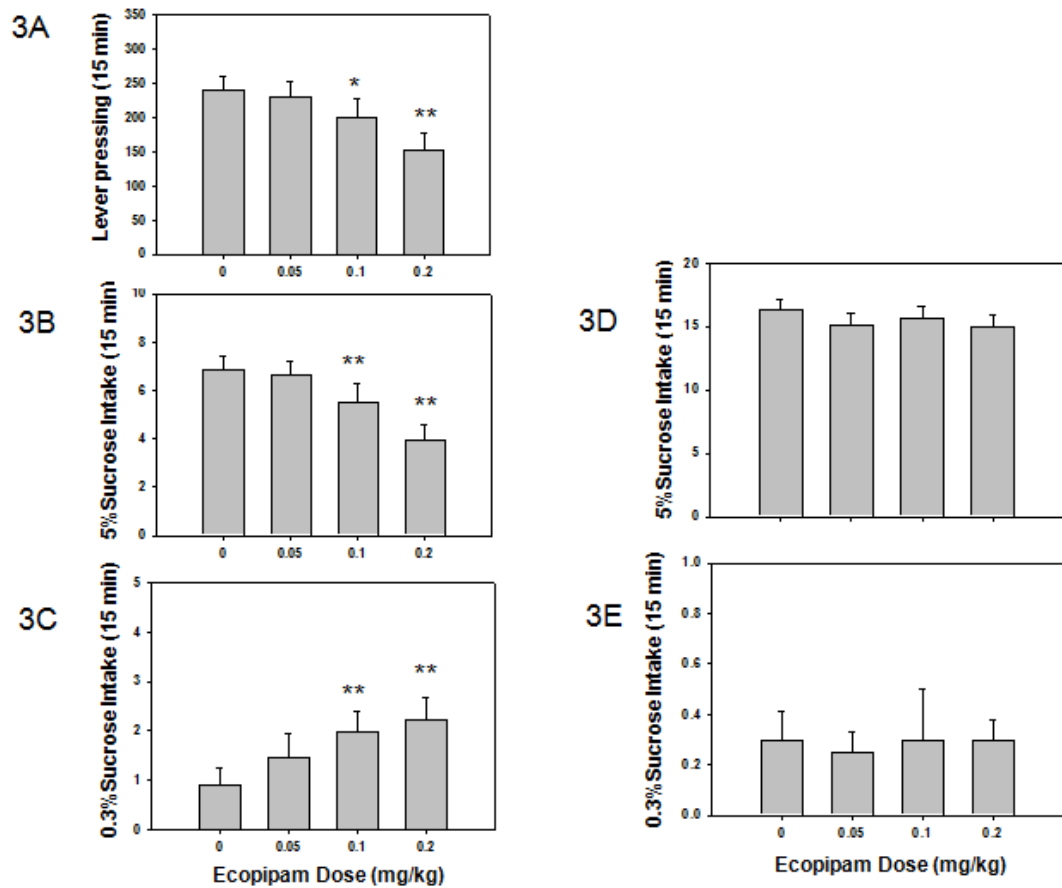 3A
Lever pressing (15 min)
350
300
250
200
150
100
50
0
*
**
0 0.05 0.1 0.2
3B
5% Sucrose Intake (15 min)
10
8
6
4
2
0
**
**
0 0.05 0.1 0.2
3C
0.3% Sucrose Intake (15 min)
5
4
3
2
1
0
**
**
0 0.05 0.1 0.2
Ecopipam Dose (mg/kg)
3D
5% Sucrose Intake (15 min)
20
15
10
5
0
3E
0.3% Sucrose Intake (15 min)
1.0
0.8
0.6
0.4
0.2
0.0
0 0.05 0.1 0.2
Ecopipam Dose (mg/kg)